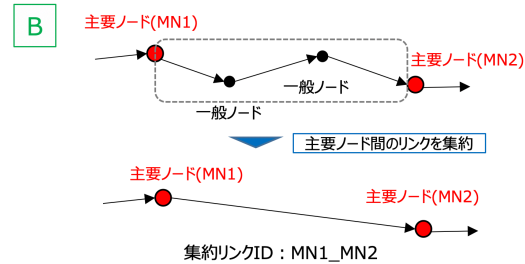 B
主要ノード(MN1)
主要ノード(MN2)
一般ノード
一般ノード
主要ノード間のリンクを集約
主要ノード(MN1)
主要ノード(MN2)
集約リンクID：MN1_MN2